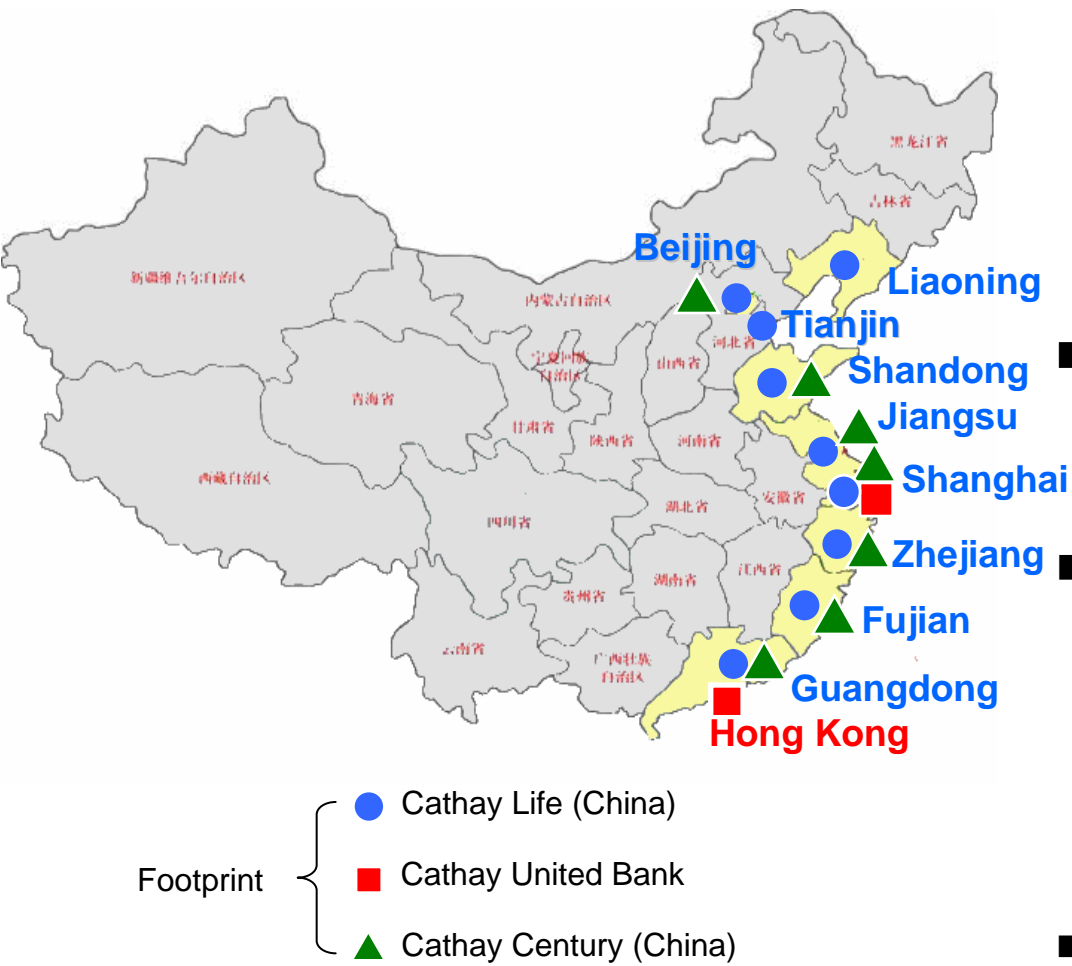 黑龙江省
吉林省
Beijing
新疆维吾尔自治区
Liaoning
内蒙古自治区
Tianjin
河北省
宁夏回族
自治区
山西省
Shandong
青海省
Jiangsu
甘肃省
陕西省
河南省
西藏自治区
Shanghai
安徽省
湖北省
四川省
Zhejiang
江西省
湖南省
贵州省
Fujian
云南省
广西壮族
自治区
Guangdong
Hong Kong
Cathay Life (China)
Footprint
Cathay United Bank
Cathay Century (China)